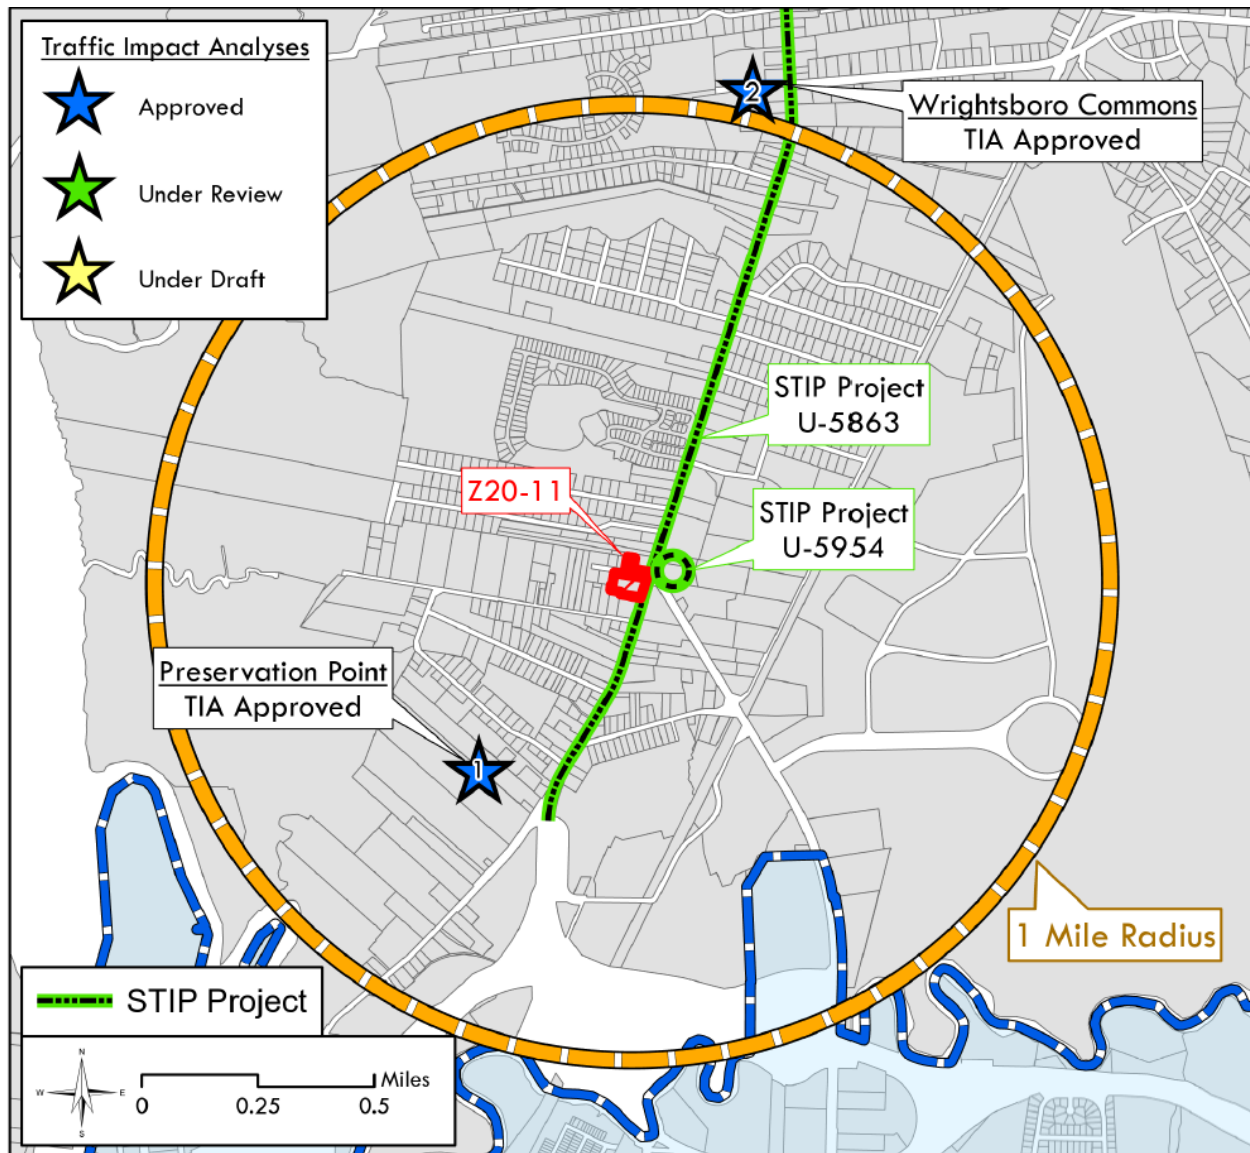 Traffic Impact Analyses
Approved
Under Review
Under Draft
2
Wrightsboro Commons
TIA Approved
STIP Project
U-5863
Z20-11
STIP Project
U-5954
Preservation Point
TIA Approved
1
1 Mile Radius
STIP Project
N
W
E
S
Miles
0
0.25
0.5